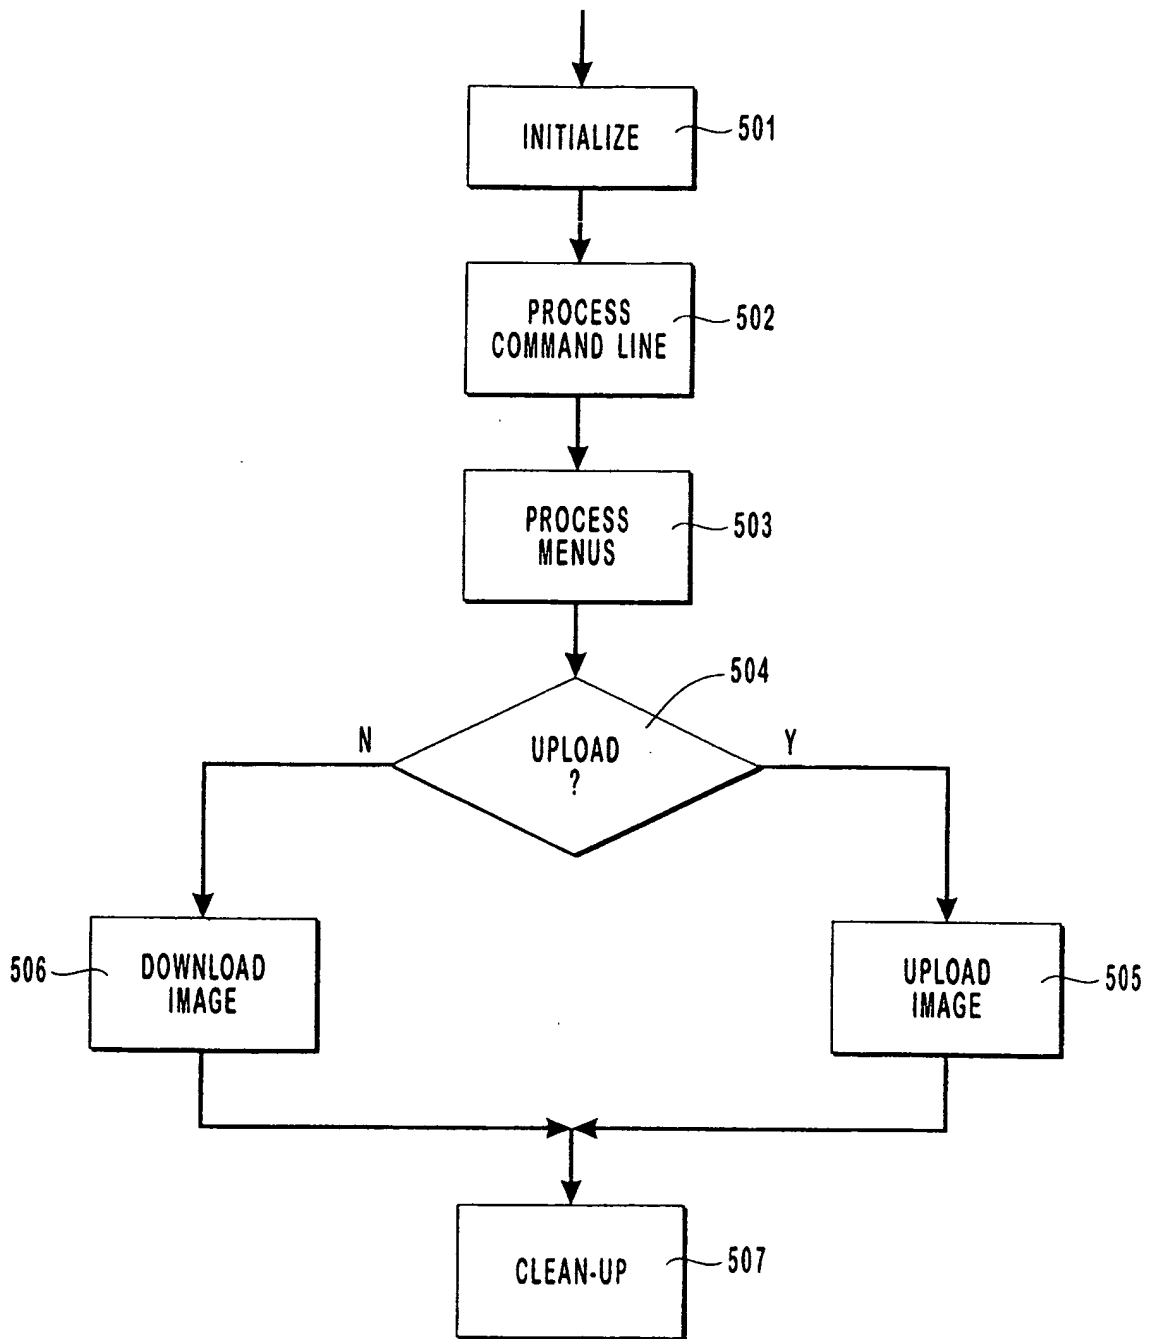 INITIALIZE
501
PROCESS
COMMAND LINE
502
PROCESS
MENUS
503
504
N
UPLOAD
?
Y
506
DOWNLOAD
IMAGE
UPLOAD
IMAGE
505
CLEAN-UP
507